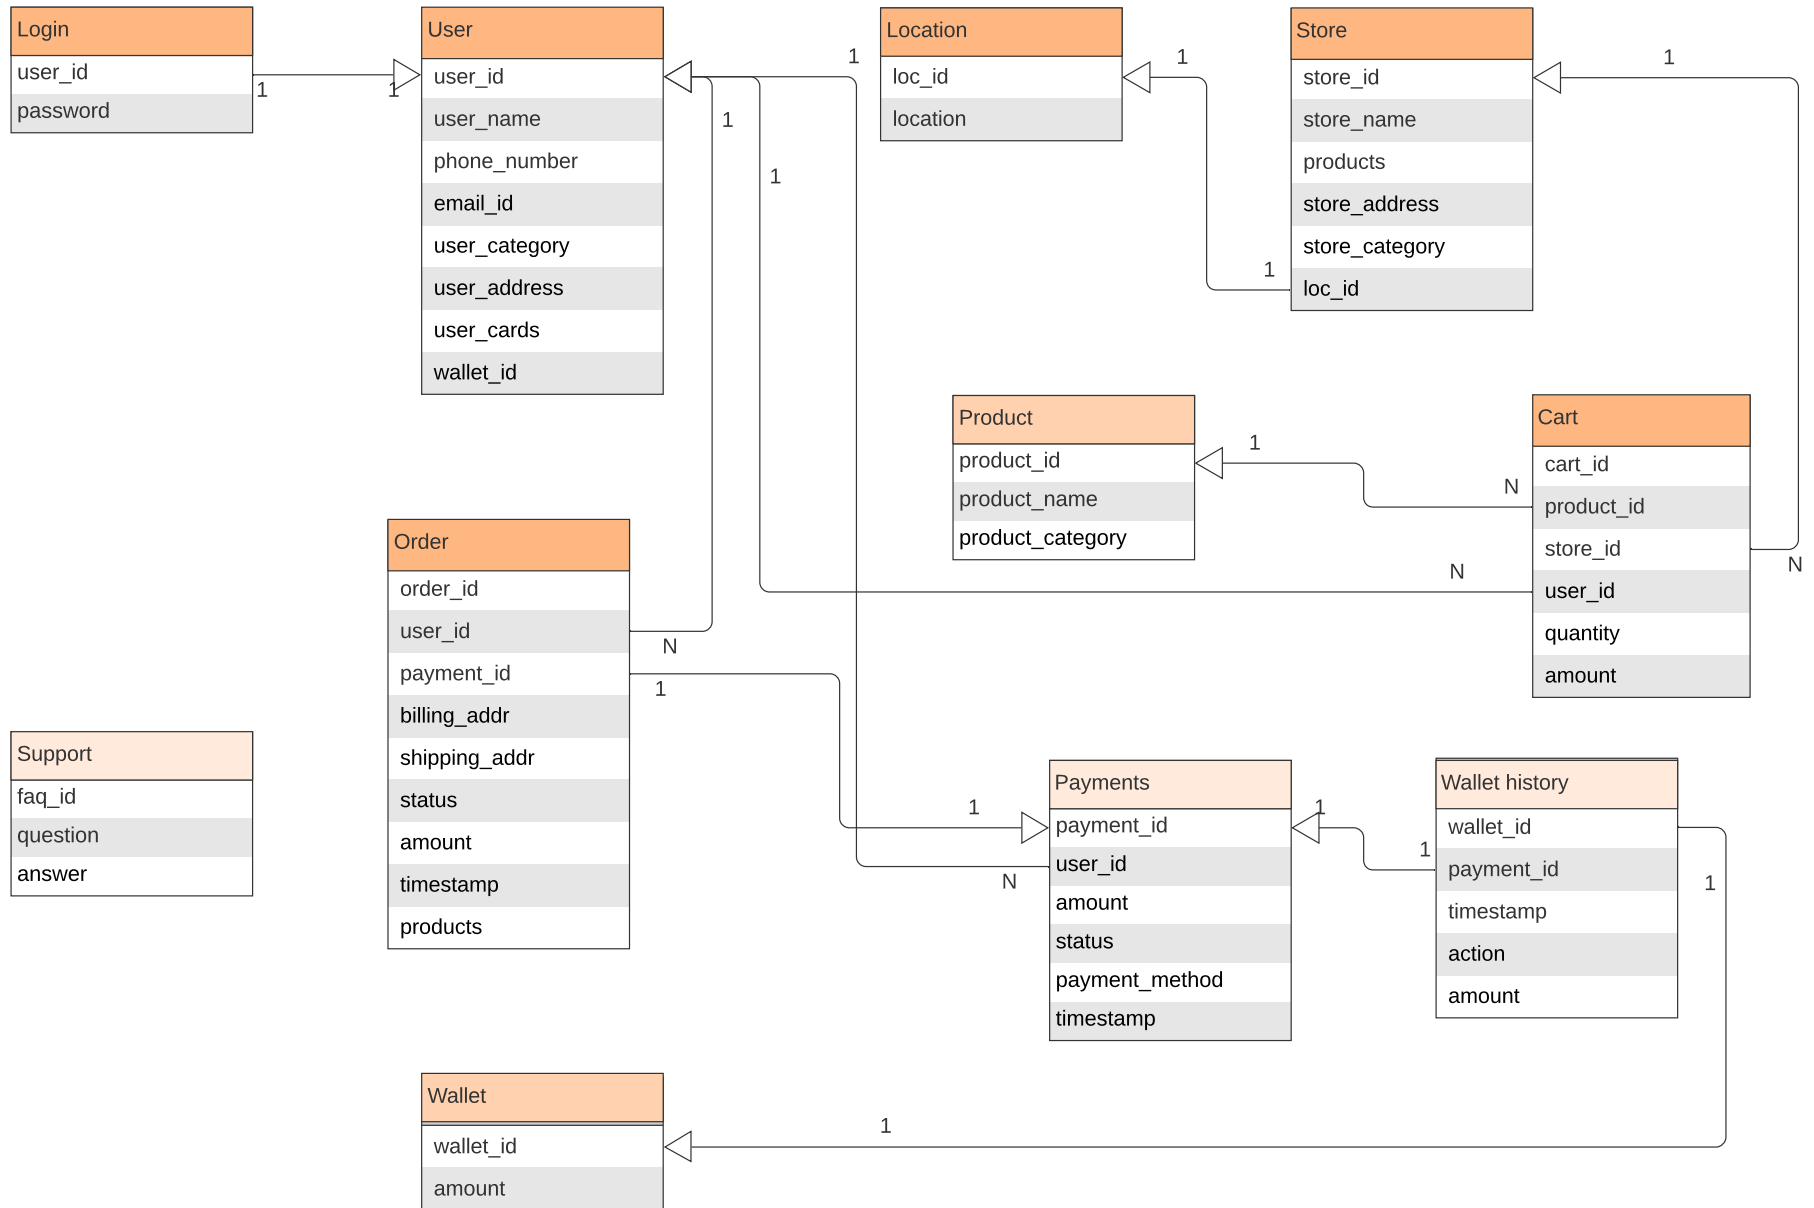 Login
user_id
password
1
1
User
user_id
user_name
phone_number
email_id
user_category
user_address
user_cards
wallet_id
1
1
1
Location
loc_id
location
1
1
Store
store_id
store_name
products
store_address
store_category
loc_id
1
Product
product_id
product_name
product_category
1
N
N
Cart
cart_id
product_id
store_id
user_id
quantity
amount
N
Order
order_id
user_id
payment_id
billing_addr
shipping_addr
status
amount
timestamp
products
N
1
Support
faq_id
question
answer
1
N
Payments
payment_id
user_id
amount
status
payment_method
timestamp
1
1
Wallet history
wallet_id
payment_id
timestamp
action
amount
1
Wallet
wallet_id
amount
1